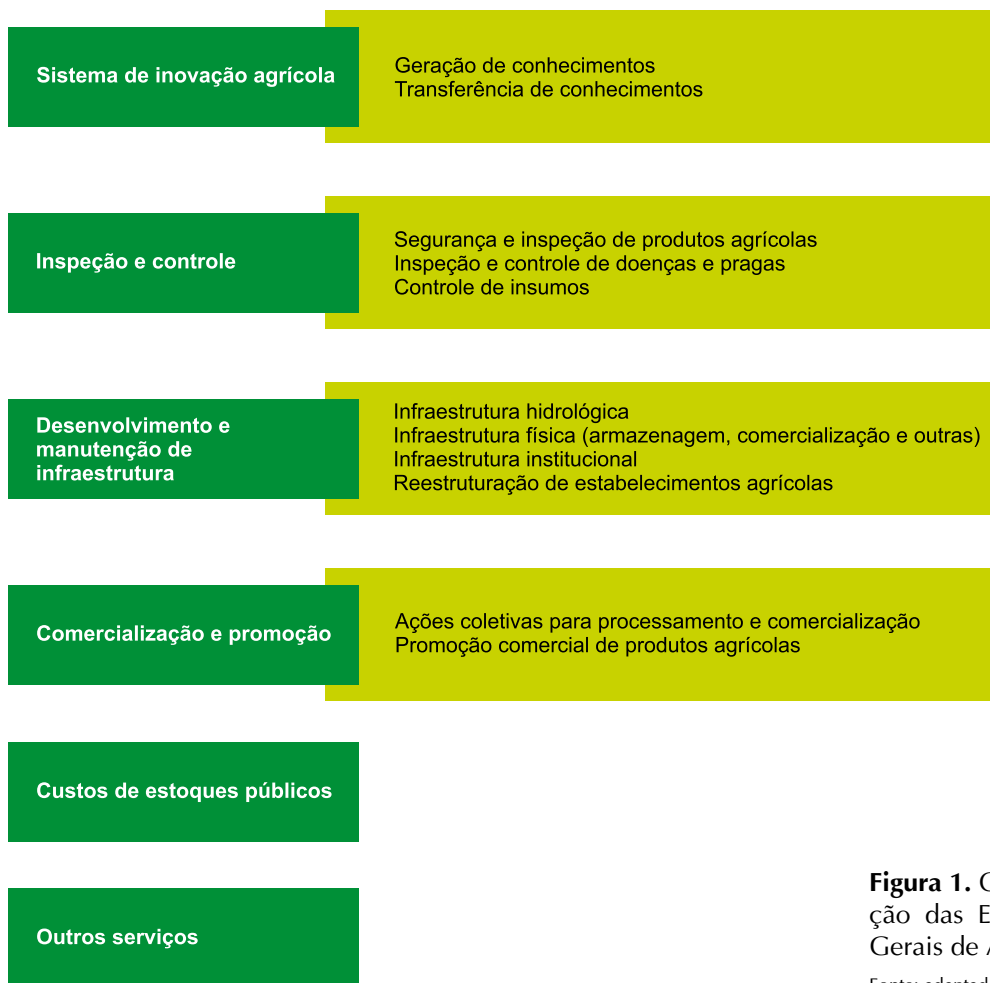 Sistema de inovação agrícola
Geração de conhecimentos
Transferência de conhecimentos
Inspeção e controle
Segurança e inspeção de produtos agrícolas
Inspeção e controle de doenças e pragas
Controle de insumos
Desenvolvimento e
manutenção de
infraestrutura
Infraestrutura hidrológica
Infraestrutura física (armazenagem, comercialização e outras)
Infraestrutura institucional
Reestruturação de estabelecimentos agrícolas
Comercialização e promoção
Ações coletivas para processamento e comercialização
Promoção comercial de produtos agrícolas
Custos de estoques públicos
Outros serviços
Figura 1.
ção das E
Gerais de